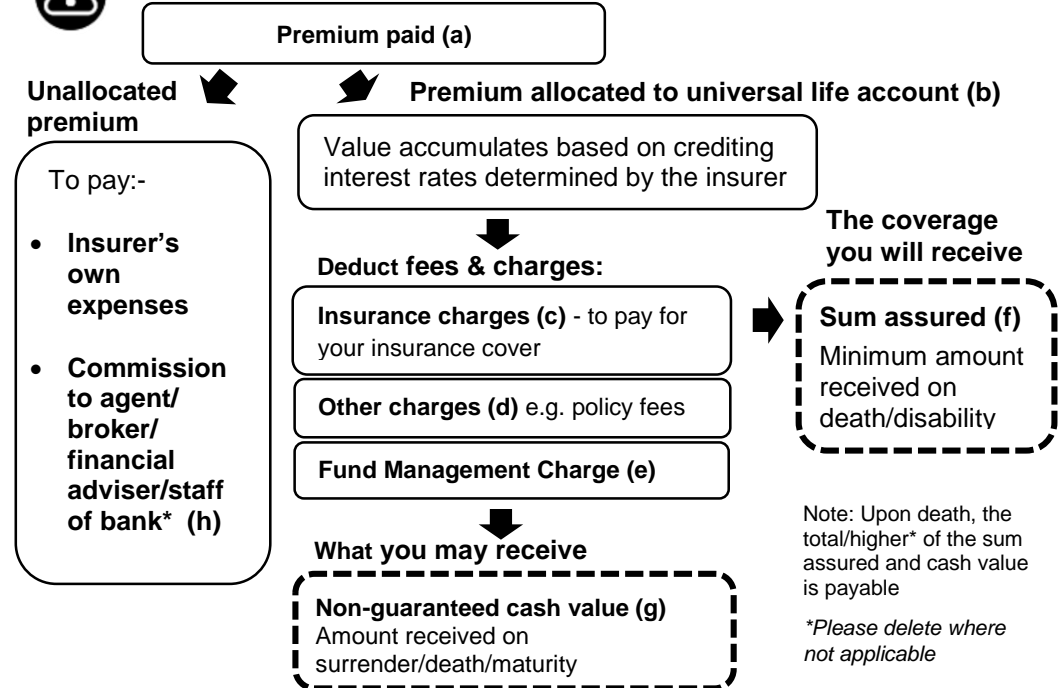 Premium paid (a)
Unallocated
premium
To pay:-
• Insurer's
own
expenses
• Commission
to agent/
broker/
financial
adviser/staff
of bank* (h)
Premium allocated to universal life account (b)
Value accumulates based on crediting
interest rates determined by the insurer
Deduct fees & charges:
Insurance charges (c) - to pay for
your insurance cover
Other charges (d) e.g. policy fees
Fund Management Charge (e)
What you may receive
Non-guaranteed cash value (g)
Amount received on
surrender/death/maturity
The coverage
you will receive
Sum assured (f)
Minimum amount
received on
death/disability
Note: Upon death, the
total/higher* of the sum
assured and cash value
is payable
*Please delete where
not applicable